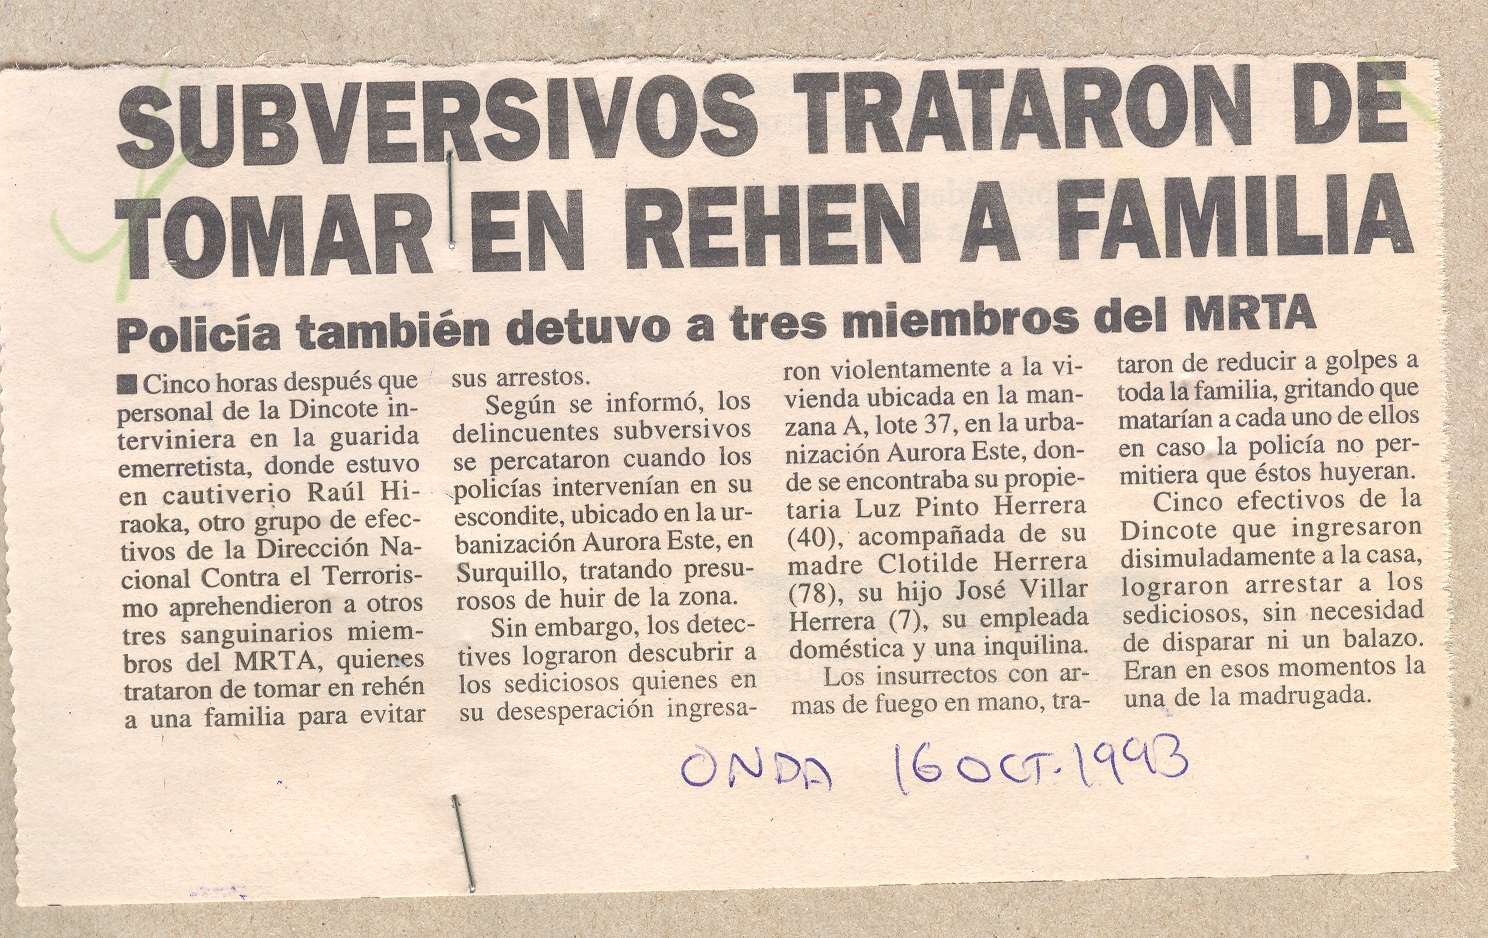 SUBVERSIVOS TRATARON DE
TOMAR EN REHEN A FAMILIA
Policía también detuvo a tres miembros del MRTA
■ Cinco horas después que
personal de la Dincote in-
terviniera en la guarida
emerretista, donde estuvo
en cautiverio Raúl Hi-
raoka, otro grupo de efec-
tivos de la Dirección Na-
cional Contra el Terroris-
mo aprehendieron a otros
tres sanguinarios miem-
bros del MRTA, quienes
trataron de tomar en rehén
a una familia para evitar
sus arrestos.
Según se informó, los
delincuentes subversivos
se percataron cuando los
policías intervenían en su
escondite, ubicado en la ur-
banización Aurora Este, en
Surquillo, tratando presu-
rosos de huir de la zona.
Sin embargo, los detec-
tives lograron descubrir a
los sediciosos quienes en
su desesperación ingresa-
ron violentamente a la vi-
vienda ubicada en la man-
zana A, lote 37, en la urba-
nización Aurora Este, don-
de se encontraba su propie-
taria Luz Pinto Herrera
(40), acompañada de su
madre Clotilde Herrera
(78), su hijo José Villar
Herrera (7), su empleada
doméstica y una inquilina.
Los insurrectos con ar-
mas de fuego en mano, tra-
taron de reducir a golpes a
toda la familia, gritando que
matarían a cada uno de ellos
en caso la policía no per-
mitiera que éstos huyeran.
Cinco efectivos de la
Dincote que ingresaron
disimuladamente a la casa,
lograron arrestar a los
sediciosos, sin necesidad
de disparar ni un balazo.
Eran en esos momentos la
una de la madrugada.
ONDA 16 OCT. 1993